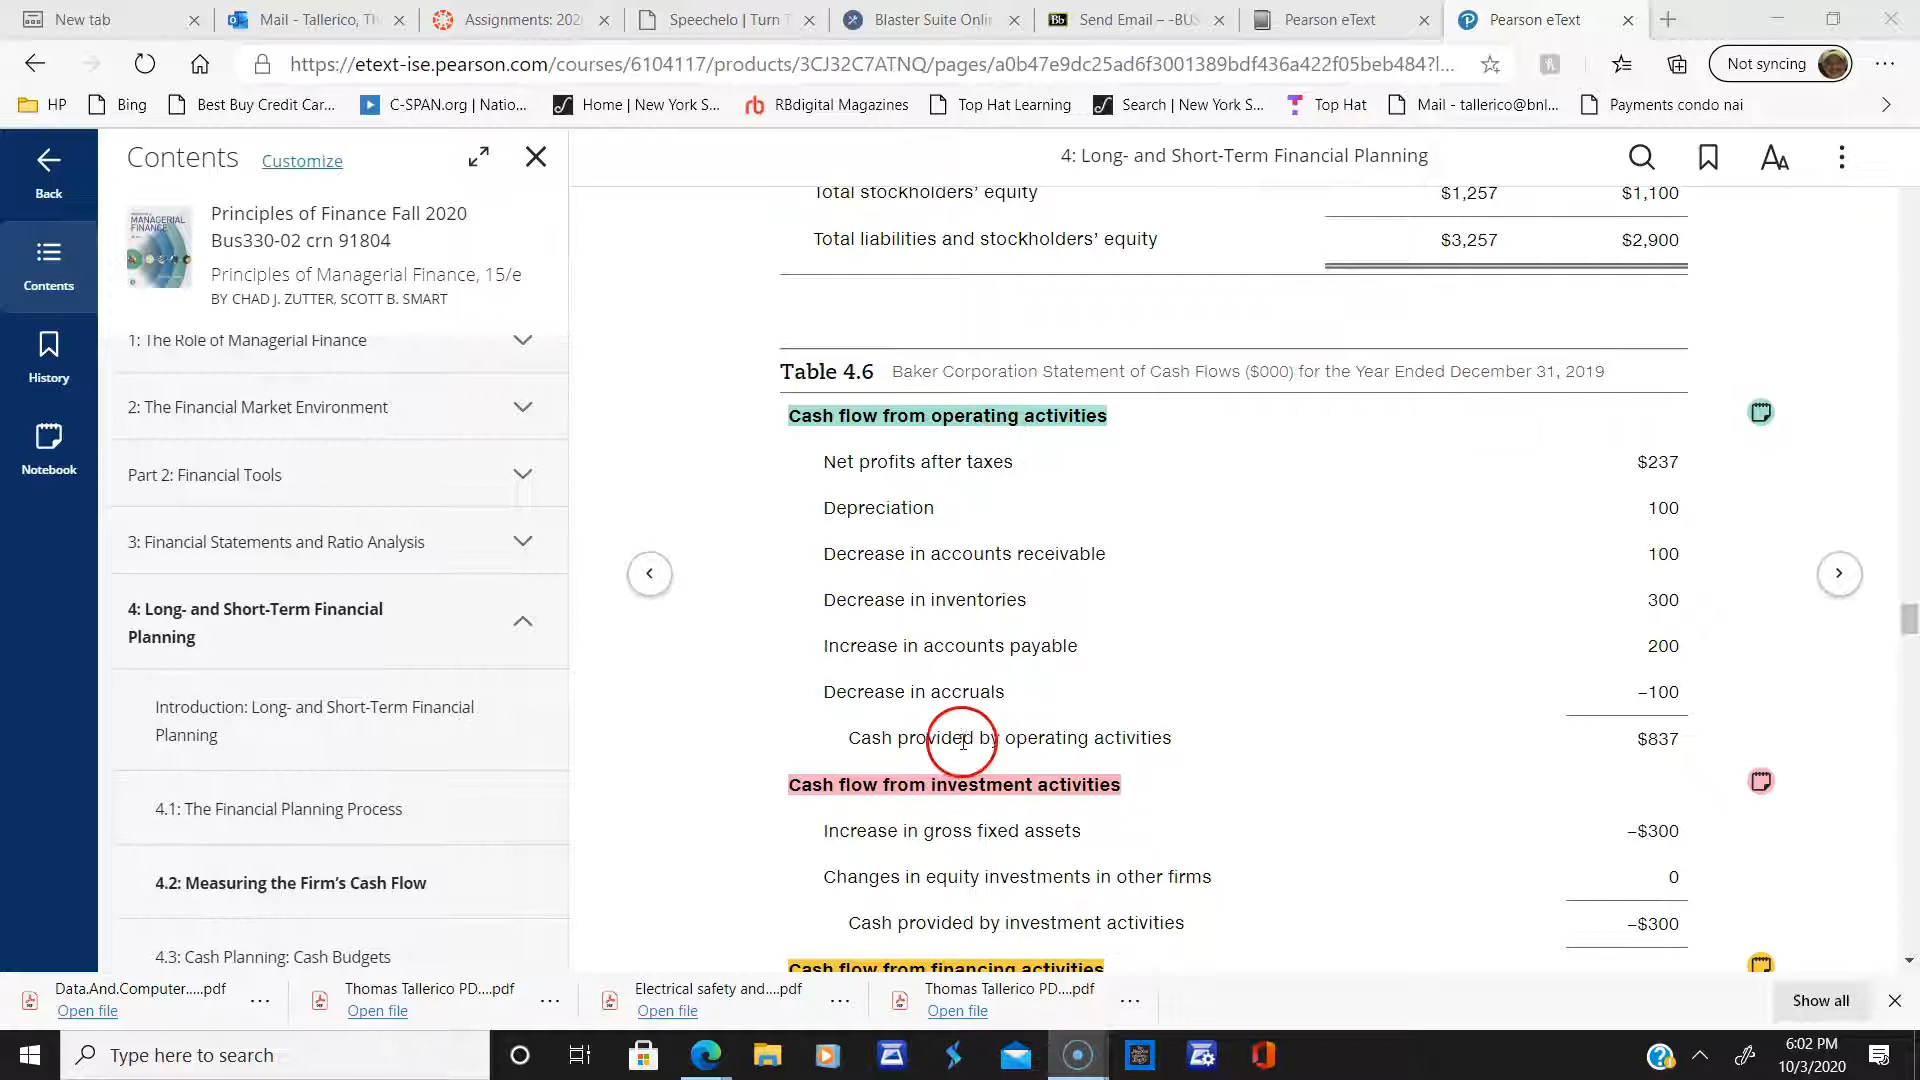 New tab
Mail - Tallerico, Th
Assignments: 202
Speechelo | Turn T
Blaster Suite Onlin
Bb Send Email – -BUS
Pearson eText
Pearson eText
https://etext-ise.pearson.com/courses/6104117/products/3CJ32C7ATNQ/pages/a0b47e9dc25ad6f3001389bdf436a422f05beb484?l...
Not syncing
HP
Bing
Best Buy Credit Car...
C-SPAN.org | Natio...
Home | New York S...
RBdigital Magazines
Top Hat Learning
Search | New York S...
Top Hat
Mail - tallerico@bnl...
Payments condo nai
Back
Contents
History
Notebook
Contents Customize
MANAGERIAL
FINANCE
Principles of Finance Fall 2020
Bus330-02 crn 91804
Principles of Managerial Finance, 15/e
BY CHAD J. ZUTTER, SCOTT B. SMART
1: The Role of Managerial Finance
2: The Financial Market Environment
Part 2: Financial Tools
3: Financial Statements and Ratio Analysis
4: Long- and Short-Term Financial
Planning
Introduction: Long- and Short-Term Financial
Planning
4.1: The Financial Planning Process
4.2: Measuring the Firm's Cash Flow
4.3: Cash Planning: Cash Budgets
4: Long- and Short-Term Financial Planning
AA
Total stockholders' equity $1,257 $1,100
Total liabilities and stockholders' equity $3,257 $2,900
Table 4.6 Baker Corporation Statement of Cash Flows ($000) for the Year Ended December 31, 2019
Cash flow from operating activities
Net profits after taxes $237
Depreciation 100
Decrease in accounts receivable 100
Decrease in inventories 300
Increase in accounts payable 200
Decrease in accruals –100
Cash provided by operating activities $837
Cash flow from investment activities
Increase in gross fixed assets –$300
Changes in equity investments in other firms 0
Cash provided by investment activities –$300
Cash flow from financing activities
Data.And.Computer.....pdf
Open file
Thomas Tallerico PD....pdf
Open file
Electrical safety and....pdf
Open file
Thomas Tallerico PD....pdf
Open file
Show all
Type here to search
6:02 PM
10/3/2020